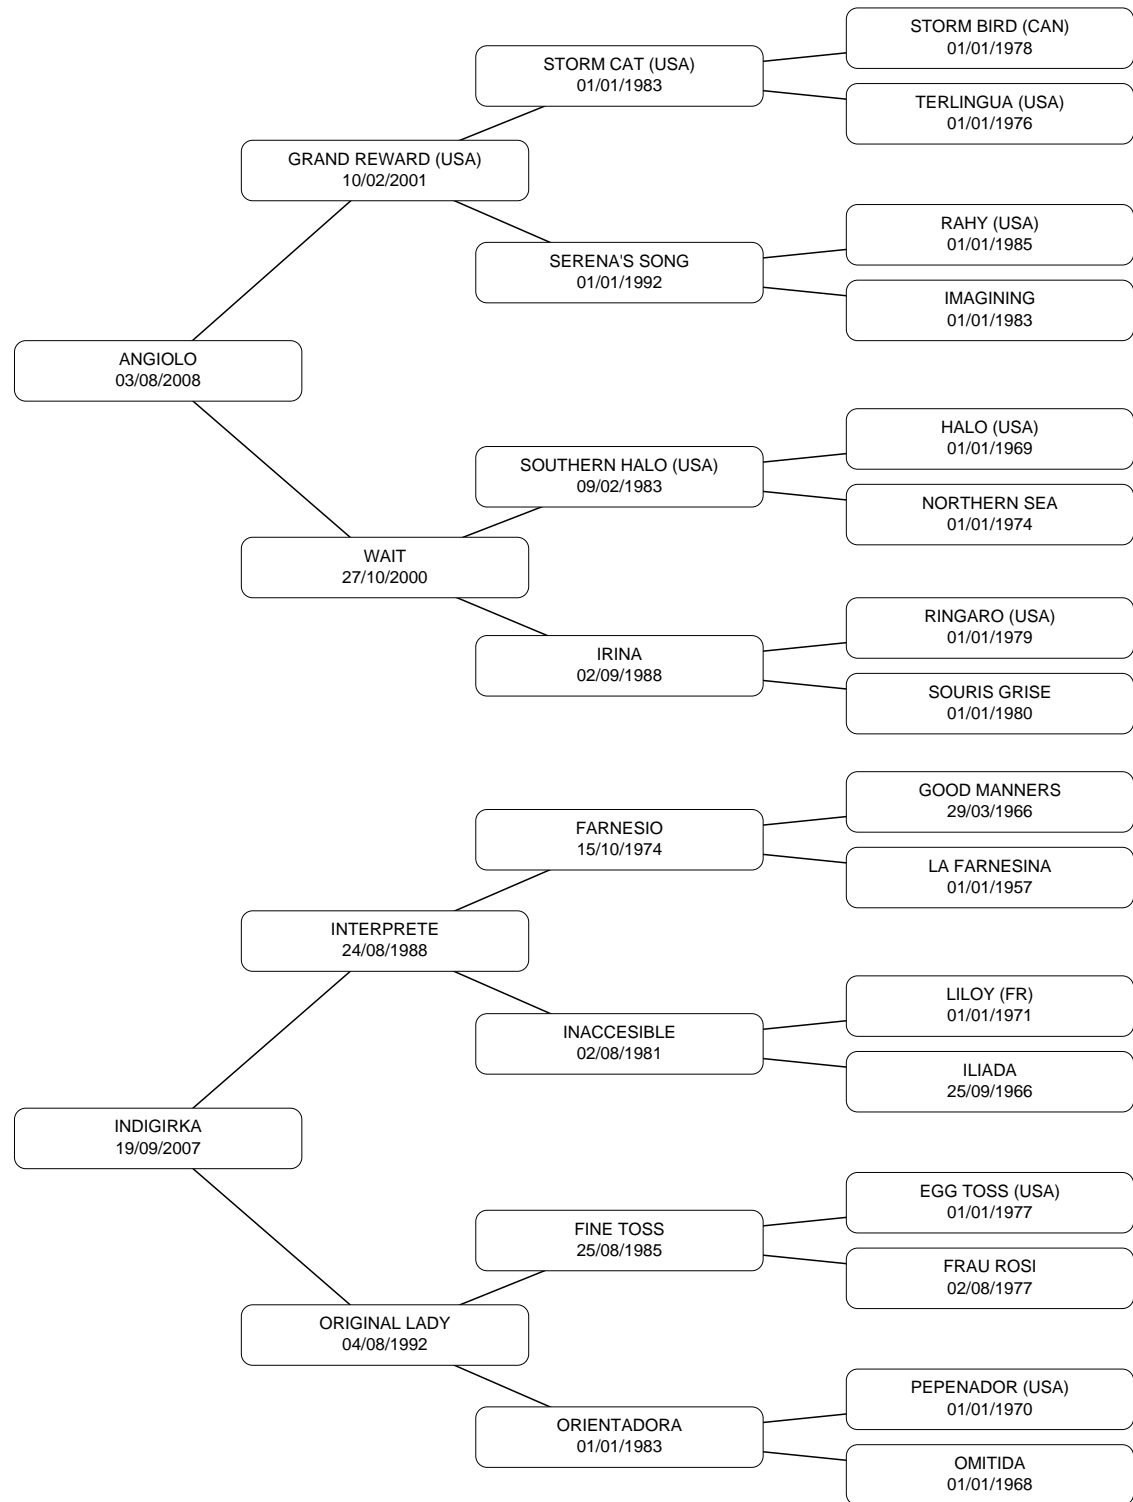 STORM BIRD (CAN)
01/01/1978
STORM CAT (USA)
01/01/1983
TERLINGUA (USA)
01/01/1976
GRAND REWARD (USA)
10/02/2001
RAHY (USA)
01/01/1985
SERENA'S SONG
01/01/1992
IMAGINING
01/01/1983
ANGIOLO
03/08/2008
HALO (USA)
01/01/1969
SOUTHERN HALO (USA)
09/02/1983
NORTHERN SEA
01/01/1974
WAIT
27/10/2000
RINGARO (USA)
01/01/1979
IRINA
02/09/1988
SOURIS GRISE
01/01/1980
GOOD MANNERS
29/03/1966
FARNESIO
15/10/1974
LA FARNESINA
01/01/1957
INTERPRETE
24/08/1988
LILOY (FR)
01/01/1971
INACCESIBLE
02/08/1981
ILIADA
25/09/1966
INDIGIRKA
19/09/2007
EGG TOSS (USA)
01/01/1977
FINE TOSS
25/08/1985
FRAU ROSI
02/08/1977
ORIGINAL LADY
04/08/1992
PEPENADOR (USA)
01/01/1970
ORIENTADORA
01/01/1983
OMITIDA
01/01/1968